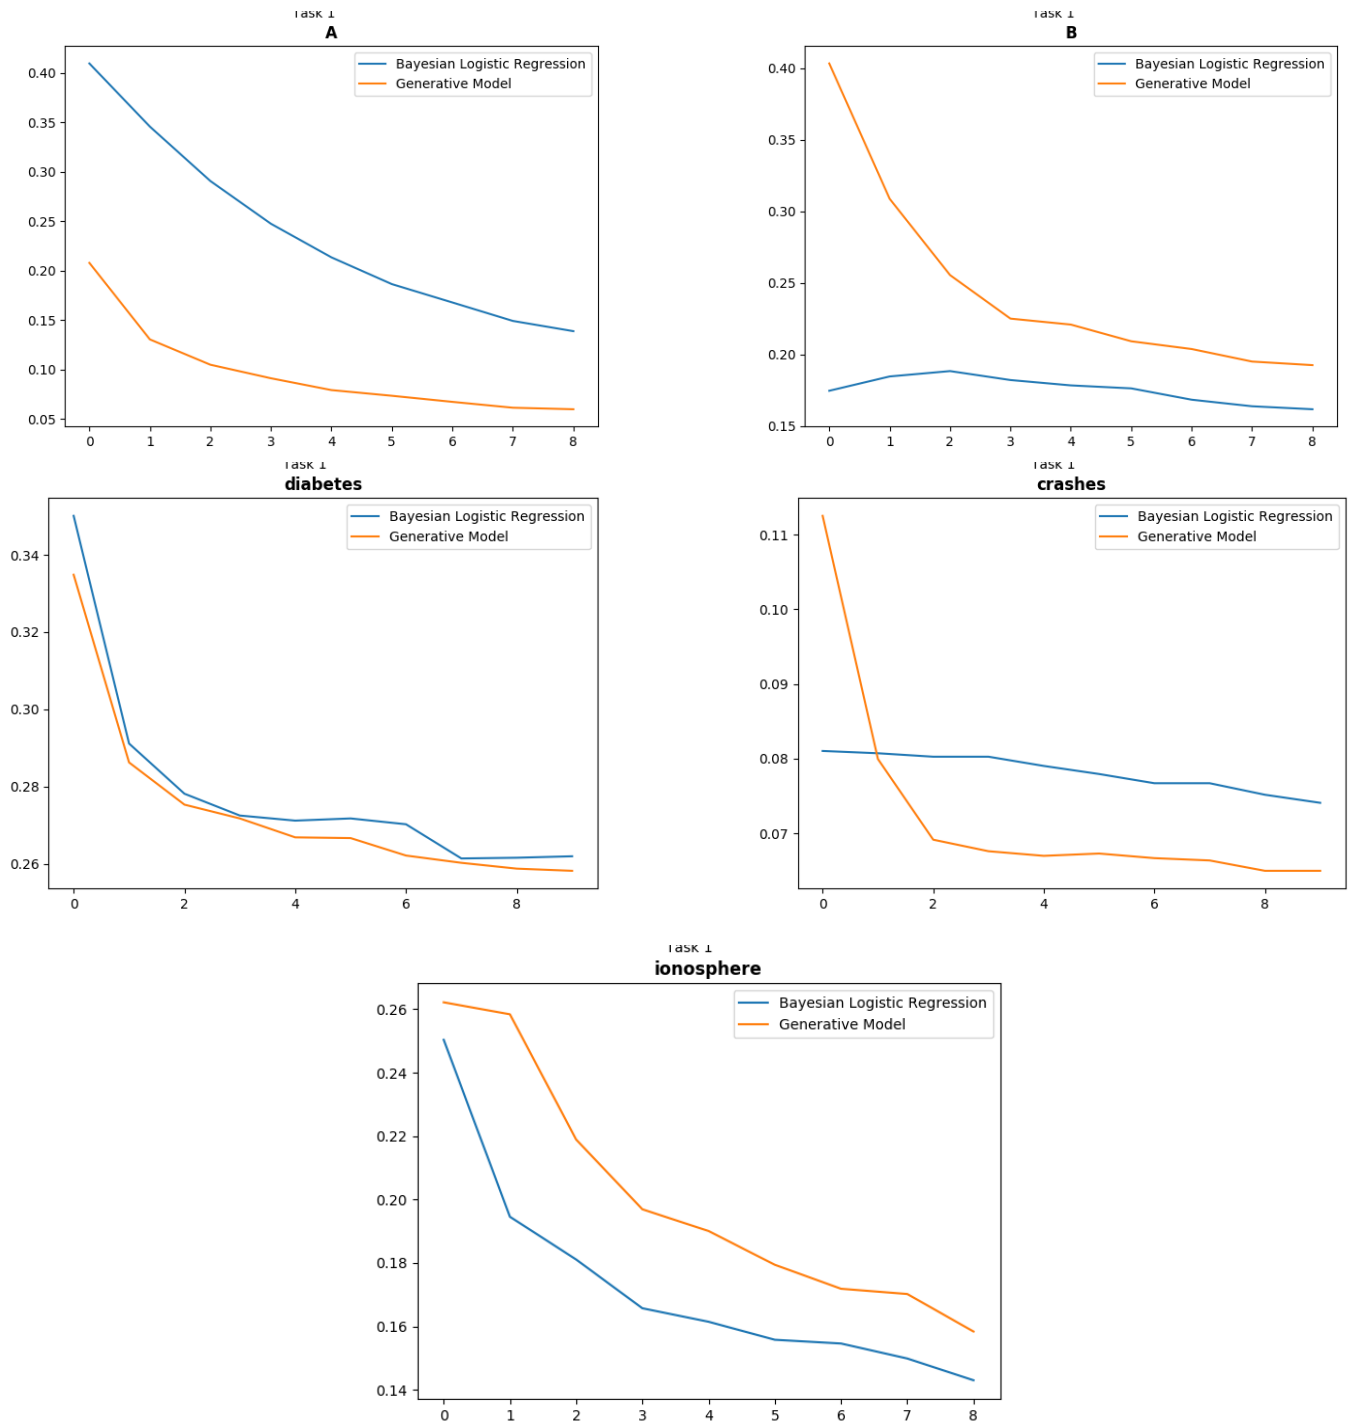 Task 1
A
Bayesian Logistic Regression
Generative Model
0.40
0.35
0.30
0.25
0.20
0.15
0.10
0.05
0 1 2 3 4 5 6 7 8
Task 1
B
Bayesian Logistic Regression
Generative Model
0.40
0.35
0.30
0.25
0.20
0.15
0 1 2 3 4 5 6 7 8
Task 1
diabetes
Bayesian Logistic Regression
Generative Model
0.34
0.32
0.30
0.28
0.26
0 2 4 6 8
Task 1
crashes
Bayesian Logistic Regression
Generative Model
0.11
0.10
0.09
0.08
0.07
0 2 4 6 8
Task 1
ionosphere
Bayesian Logistic Regression
Generative Model
0.26
0.24
0.22
0.20
0.18
0.16
0.14
0 1 2 3 4 5 6 7 8